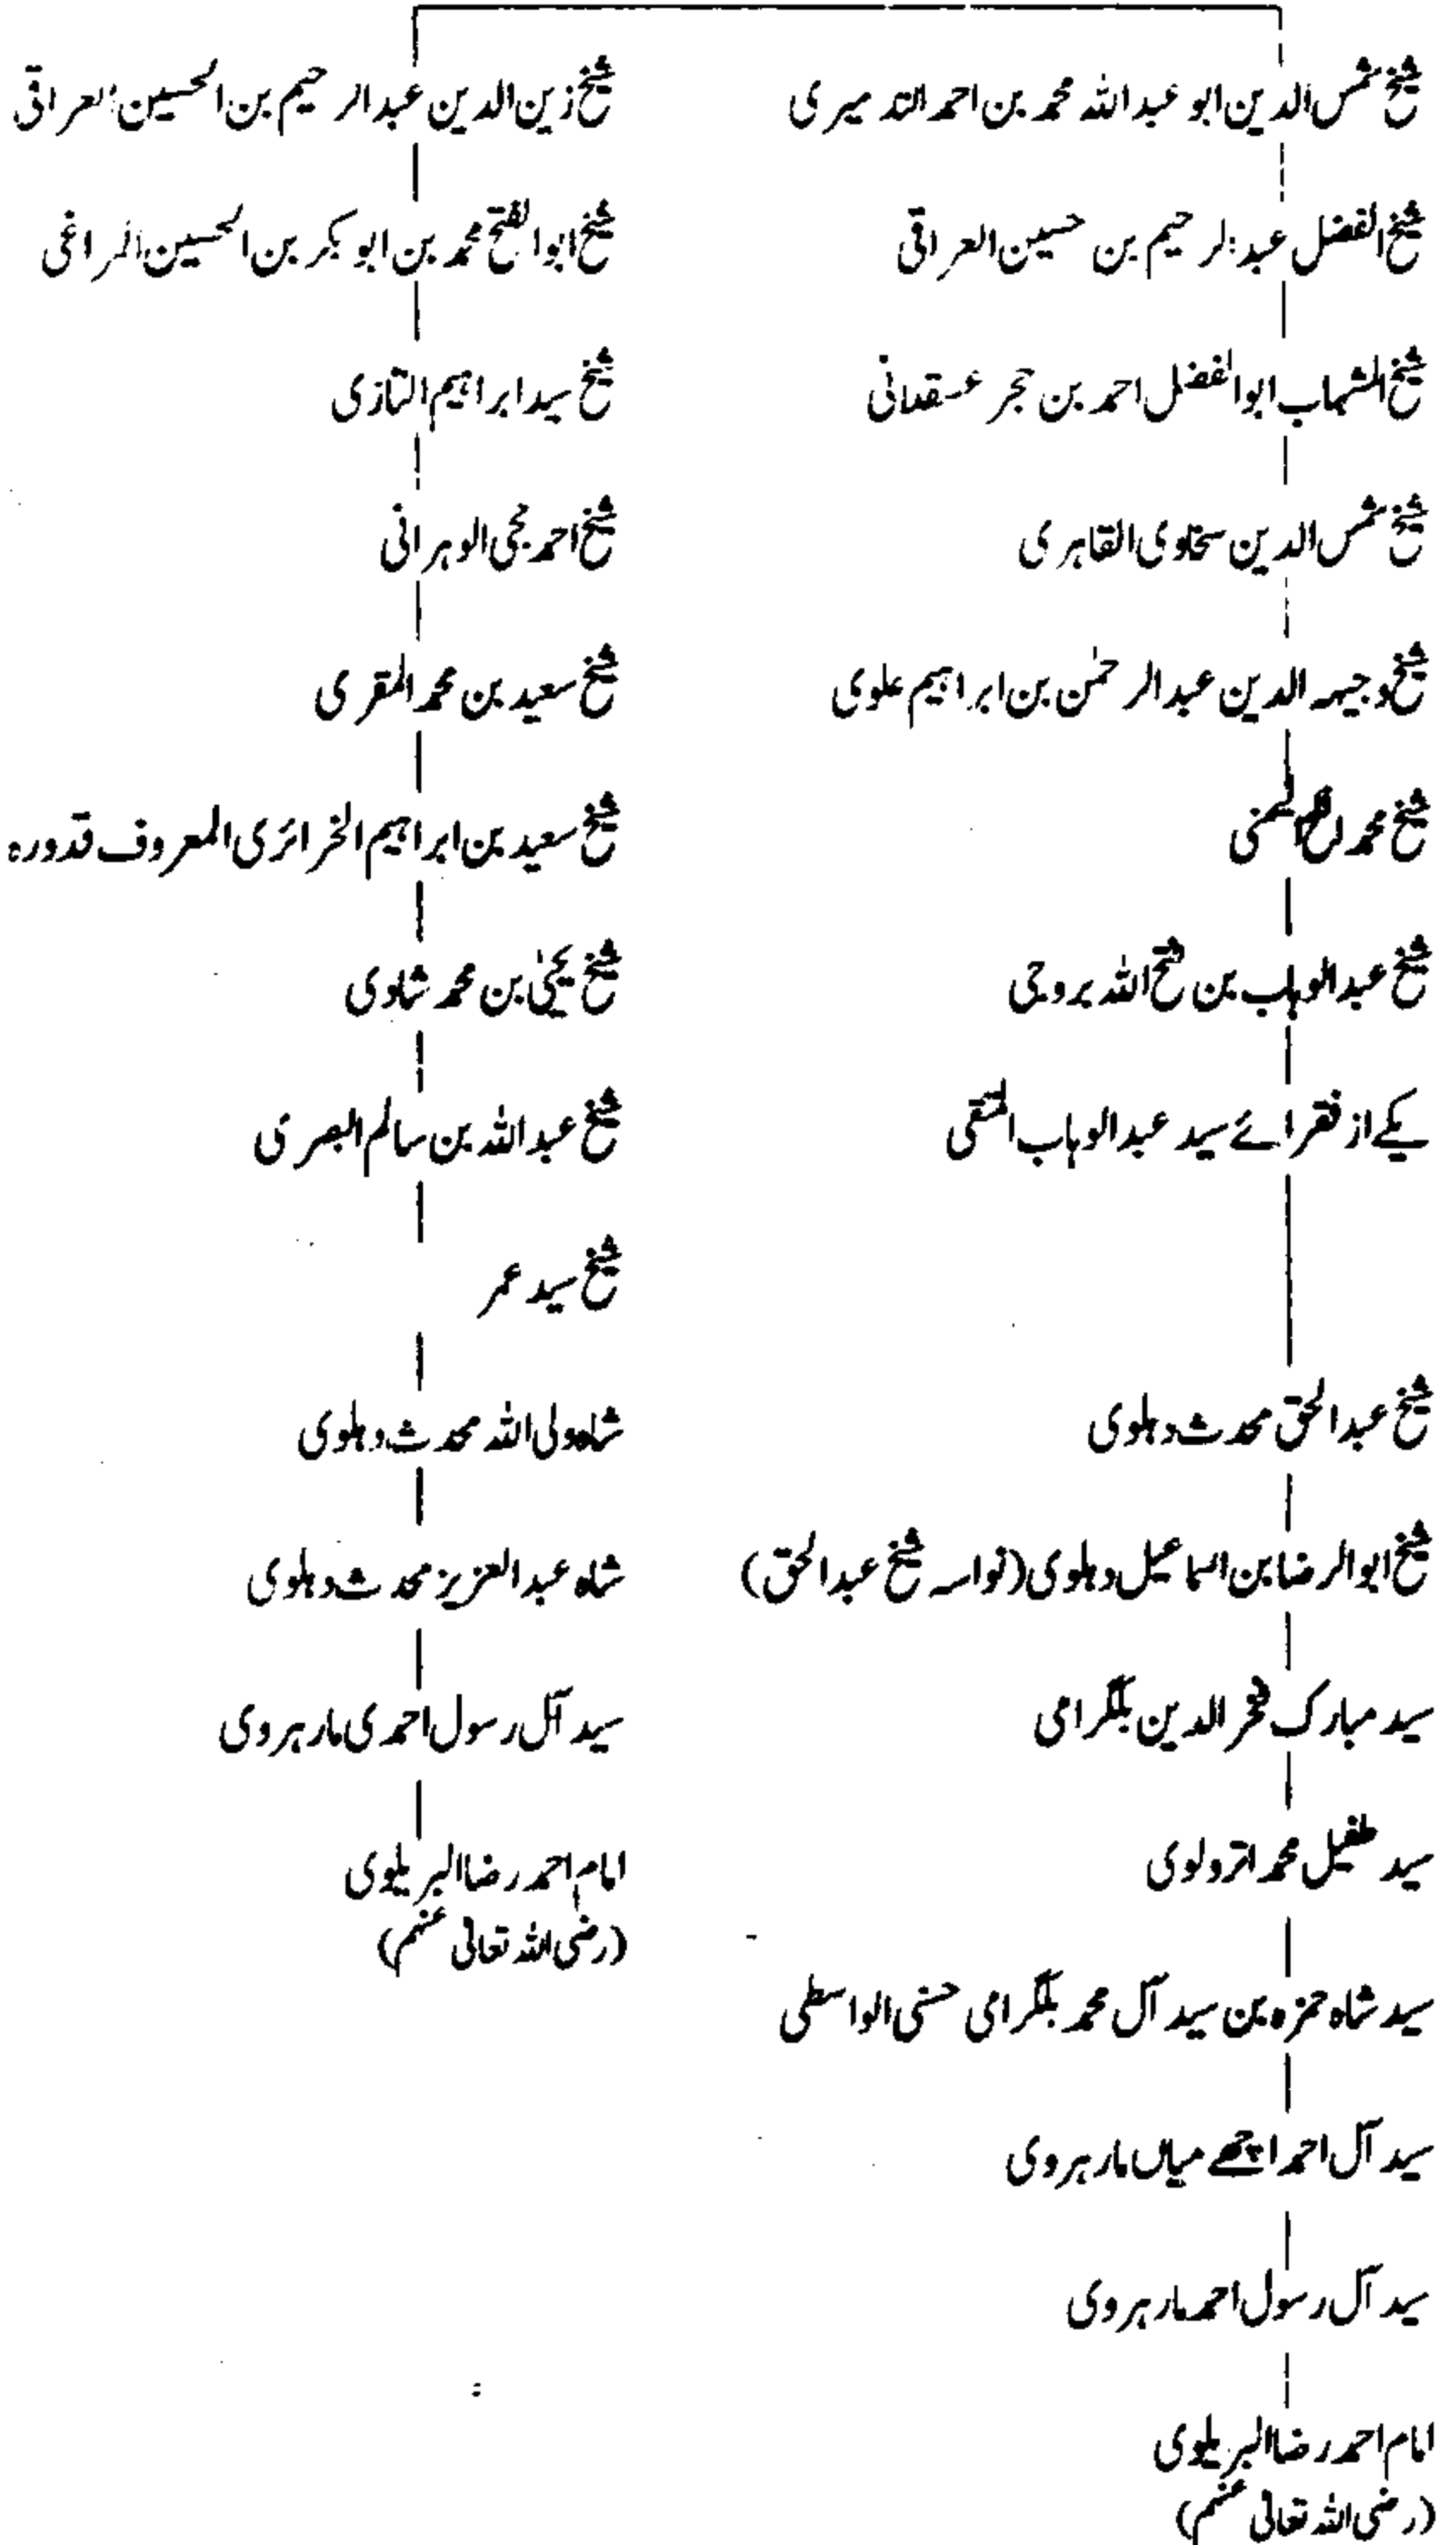 شیخ شمس الدین ابو عبد اللہ محمد بن احمد التدمیری
شیخ الفضل عبد الرحیم بن حسین العراقی
شیخ الشہاب ابو الفضل احمد بن حجر عسقلانی
شیخ شمس الدین سخاوی القاہری
شیخ وجیہہ الدین عبد الرحمٰن بن ابراہیم علوی
شیخ محمد افلح الیمنی
شیخ عبد الوہاب بن فتح اللہ بروجی
یکے از فقرائے سید عبد الوہاب المتقی
شیخ عبد الحق محدث دہلوی
شیخ ابو الرضا بن اسماعیل دہلوی (نواسہ شیخ عبد الحق)
سید مبارک فخر الدین بلگرامی
سید طفیل محمد اترولوی
سید شاہ حمزہ بن سید آل محمد بلگرامی حسنی الواسطی
سید آل احمد اچھے میاں مارہروی
سید آل رسول احمد مارہروی
امام احمد رضا البریلوی
(رضی اللہ تعالیٰ عنہم)
شیخ زین الدین عبد الرحیم بن الحسین العراقی
شیخ ابو الفتح محمد بن ابو بکر بن الحسین المراغی
شیخ سید ابراہیم التازی
شیخ احمد حجی الوہرانی
شیخ سعید بن محمد المقری
شیخ سعید بن ابراہیم الخرائری المعروف قدورہ
شیخ یحییٰ بن محمد شاوی
شیخ عبد اللہ بن سالم البصری
شیخ سید عمر
شاہ ولی اللہ محدث دہلوی
شاہ عبد العزیز محدث دہلوی
سید آل رسول احمدی مارہروی
امام احمد رضا البریلوی
(رضی اللہ تعالیٰ عنہم)